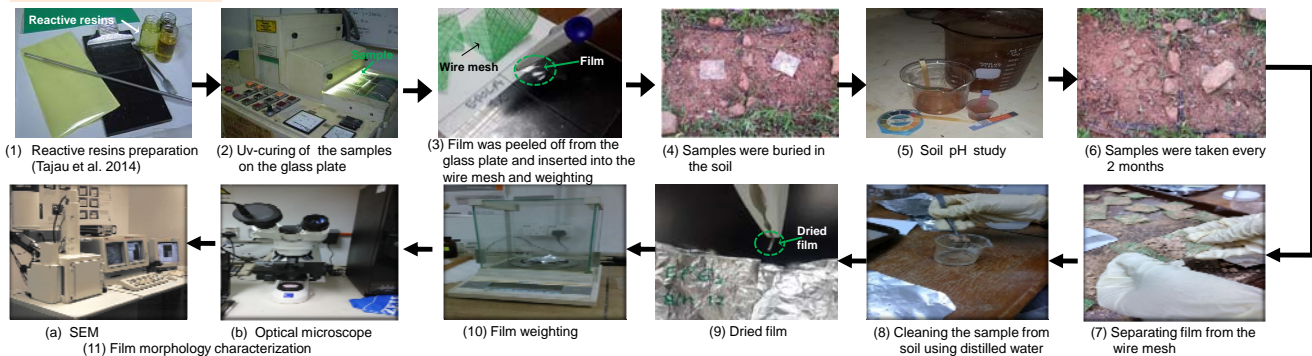 Reactive resins
Sample
Wire mesh
Film
(1) Reactive resins preparation
(Tajau et al. 2014)
(2) Uv-curing of the samples
on the glass plate
(3) Film was peeled off from the
glass plate and inserted into the
wire mesh and weighting
(4) Samples were buried in
the soil
(5) Soil pH study
(6) Samples were taken every
2 months
Dried
film
(a) SEM
(b) Optical microscope
(11) Film morphology characterization
(10) Film weighting
(9) Dried film
(8) Cleaning the sample from
soil using distilled water
(7) Separating film from the
wire mesh